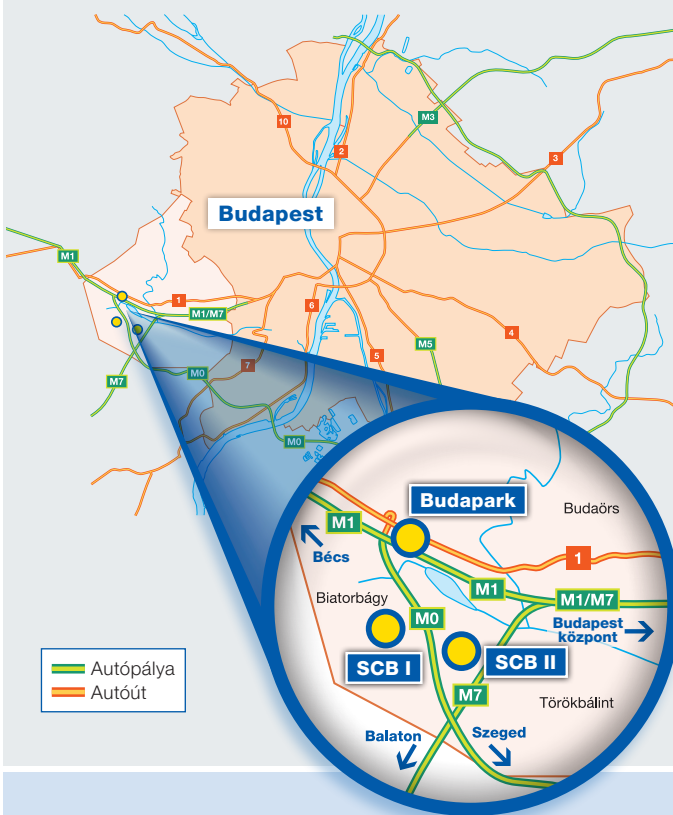 10
2
M3
3
Budapest
M1
1
M1/M7
6
M5
4
5
7
M0
M7
M0
Budapark
Budaörs
M1
Bécs
1
M1
M1/M7
Biatorbágy
M0
Budapest
központ
SCB I
SCB II
M7
Autópálya
Autóút
Törökbálint
Balaton
Szeged